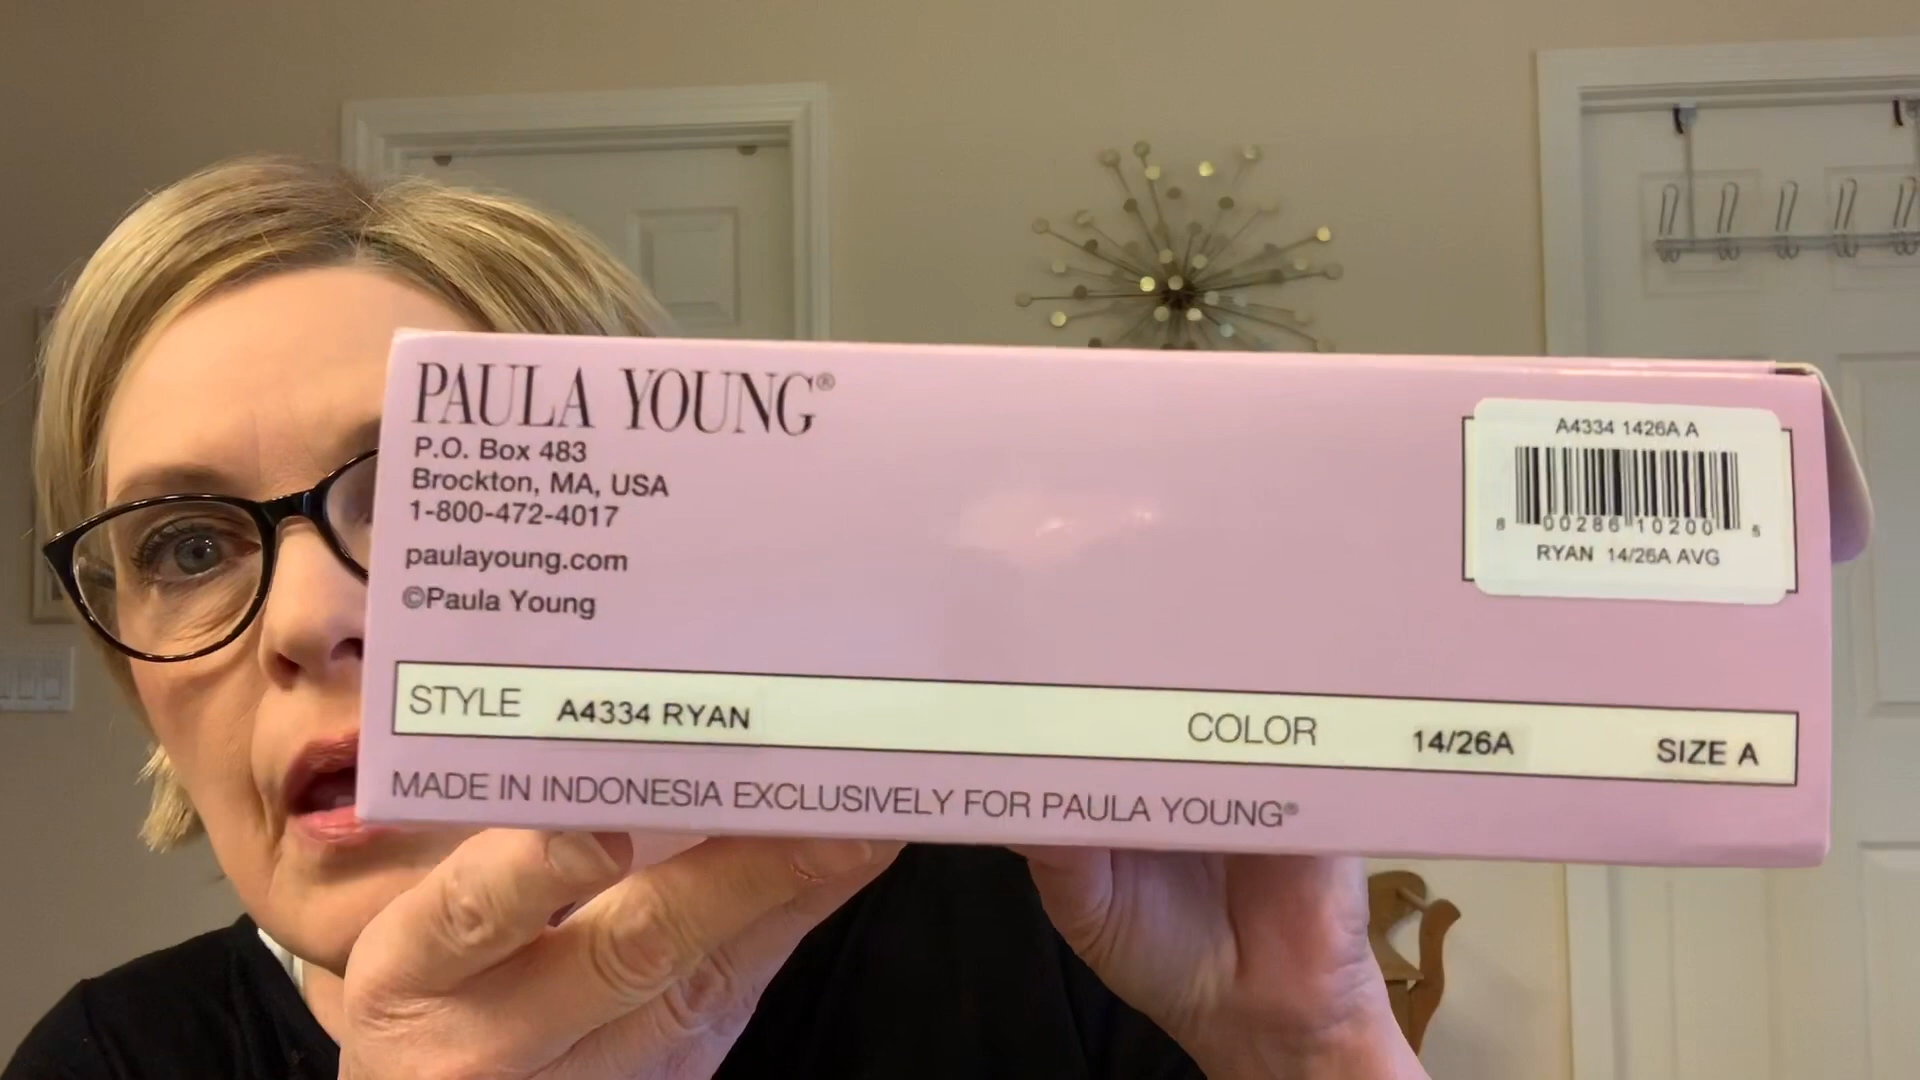 PAULA YOUNG®
P.O. Box 483
Brockton, MA, USA
1-800-472-4017
paulayoung.com
©Paula Young
A4334 1426A A
8 00286 10200 5
RYAN 14/26A AVG
STYLE A4334 RYAN COLOR 14/26A SIZE A
MADE IN INDONESIA EXCLUSIVELY FOR PAULA YOUNG®